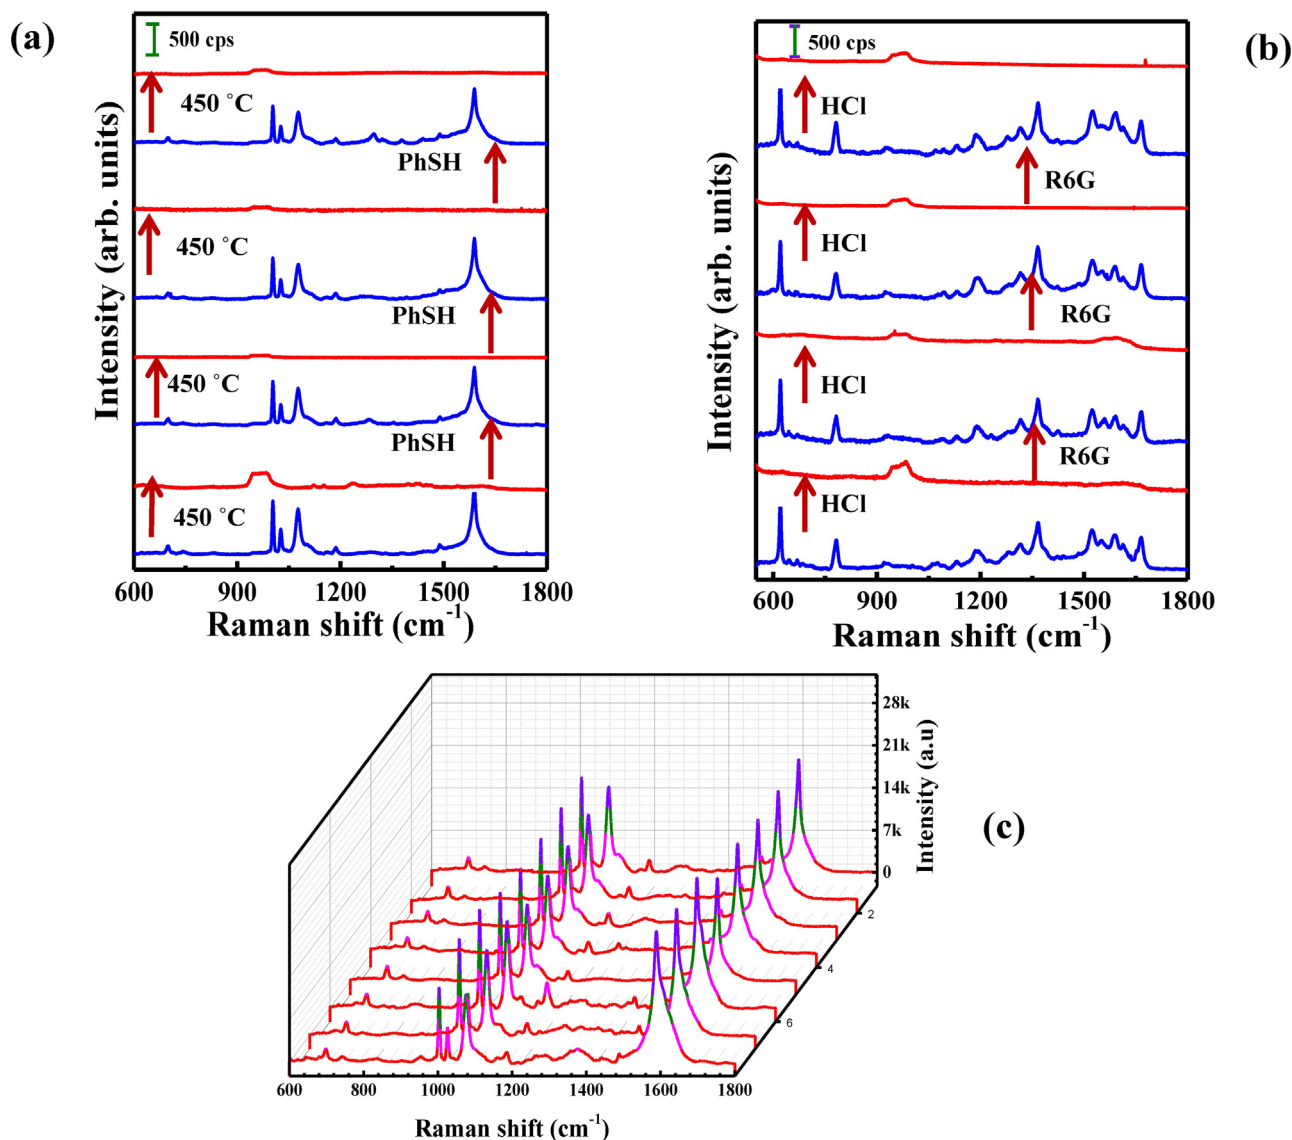 (a)
500 cps
450 °C
PhSH
450 °C
PhSH
450 °C
PhSH
450 °C
Intensity (arb. units)
600 900 1200 1500 1800
Raman shift (cm-1)
(b)
500 cps
HCl
R6G
HCl
R6G
HCl
R6G
HCl
Intensity (arb. units)
600 900 1200 1500 1800
Raman shift (cm-1)
(c)
28k
21k
14k
7k
0
Intensity (a.u)
2
4
6
600 800 1000 1200 1400 1600 1800
Raman shift (cm-1)